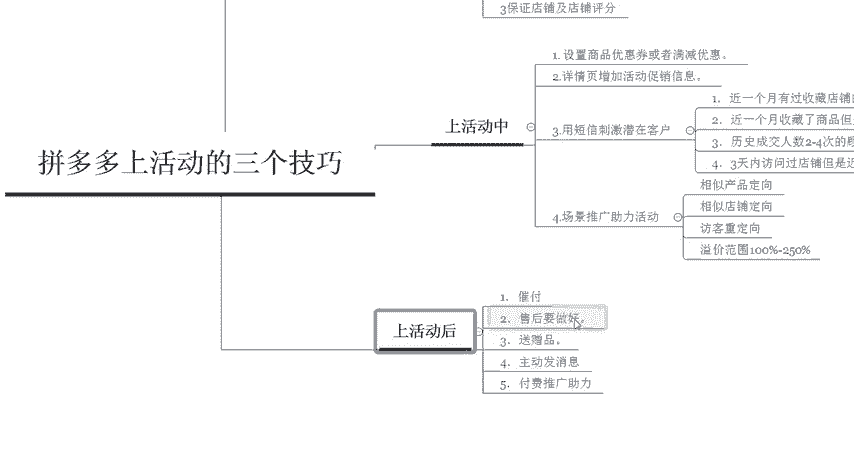 3保证店铺及店铺评分
拼多多上活动的三个技巧
上活动中
1. 设置商品优惠券或者满减优惠。
2.详情页增加活动促销信息。
3.用短信刺激潜在客户
1. 近一个月有过收藏店铺
2. 近一个月收藏了商品但
3. 历史成交人数2-4次的
4. 3天内访问过店铺但是近
4.场景推广助力活动
相似产品定向
相似店铺定向
访客重定向
溢价范围100%-250%
上活动后
1. 催付
2. 售后要做好。
3. 送赠品。
4. 主动发消息
5. 付费推广助力